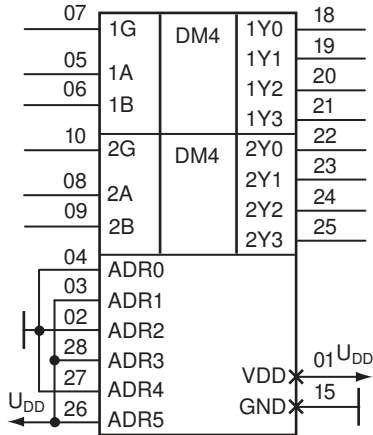 07 1G DM4 1Y0 18
05 1A 1Y1 19
06 1B 1Y2 20
1Y3 21
10 2G DM4 2Y0 22
08 2A 2Y1 23
09 2B 2Y2 24
2Y3 25
04 ADR0
03 ADR1
02 ADR2
28 ADR3
27 ADR4 VDD 01 UDD
UDD 26 ADR5 GND 15